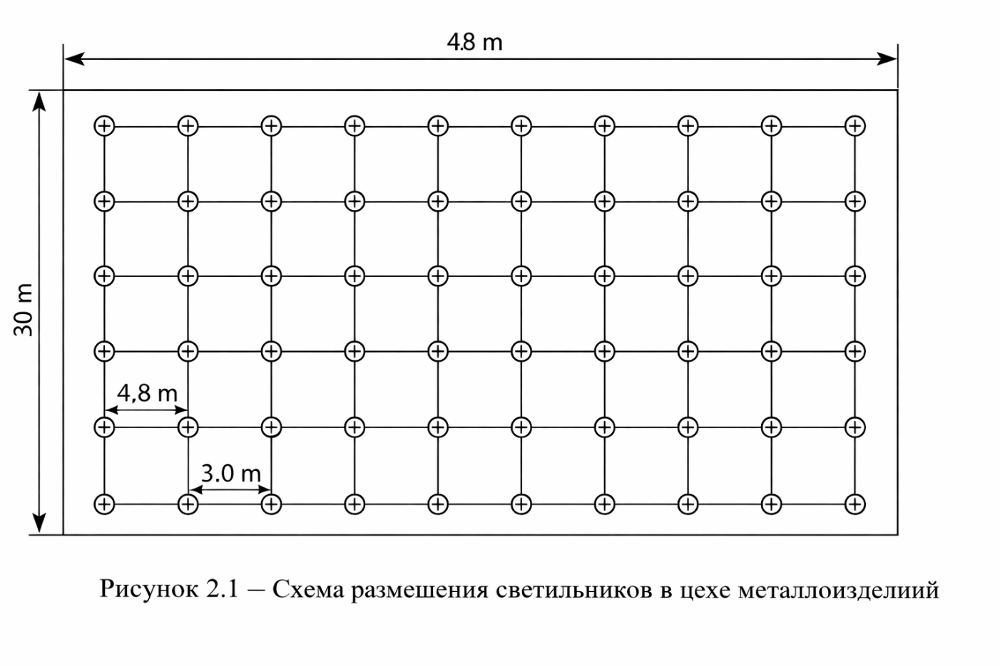 4.8 m
30 m
4,8 m
3.0 m
Рисунок 2.1 – Схема размешения светильников в цехе металлоизделиий